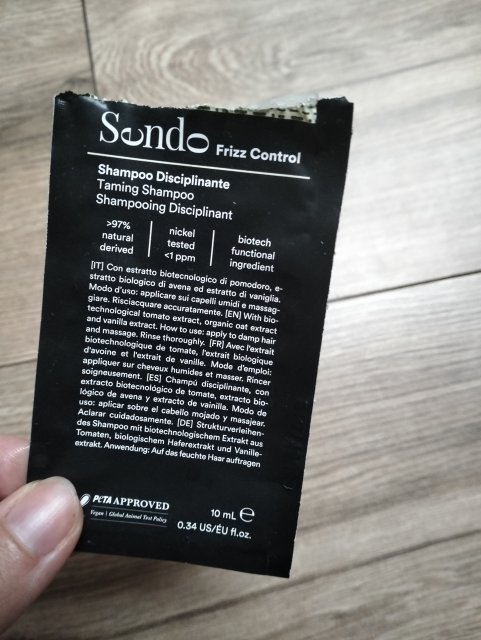 Sendo Frizz Control
Shampoo Disciplinante
Taming Shampoo
Shampooing Disciplinant
>97%
natural
derived
nickel
tested
<1 ppm
biotech
functional
ingredient
[IT] Con estratto biotecnologico di pomodoro, e-
stratto biologico di avena ed estratto di vaniglia.
Modo d'uso: applicare sui capelli umidi e massag-
giare. Risciacquare accuratamente. [EN] With bio-
technological tomato extract, organic oat extract
and vanilla extract. How to use: apply to damp hair
and massage. Rinse thoroughly. [FR] Avec l'extrait
biotechnologique de tomate, l'extrait biologique
d'avoine et l'extrait de vanille. Mode d'emploi:
appliquer sur cheveux humides et masser. Rincer
soigneusement. [ES] Champú disciplinante, con
extracto biotecnológico de tomate, extracto bio-
lógico de avena y extracto de vainilla. Modo de
uso: aplicar sobre el cabello mojado y masajear.
Aclarar cuidadosamente. [DE] Strukturverleihen-
des Shampoo mit biotechnologischem Extrakt aus
Tomaten, biologischem Haferextrakt und Vanille-
extrakt. Anwendung: Auf das feuchte Haar auftragen
PETA APPROVED
Vegan | Global Animal Test Policy
10 mL e
0.34 US/ÉU fl.oz.